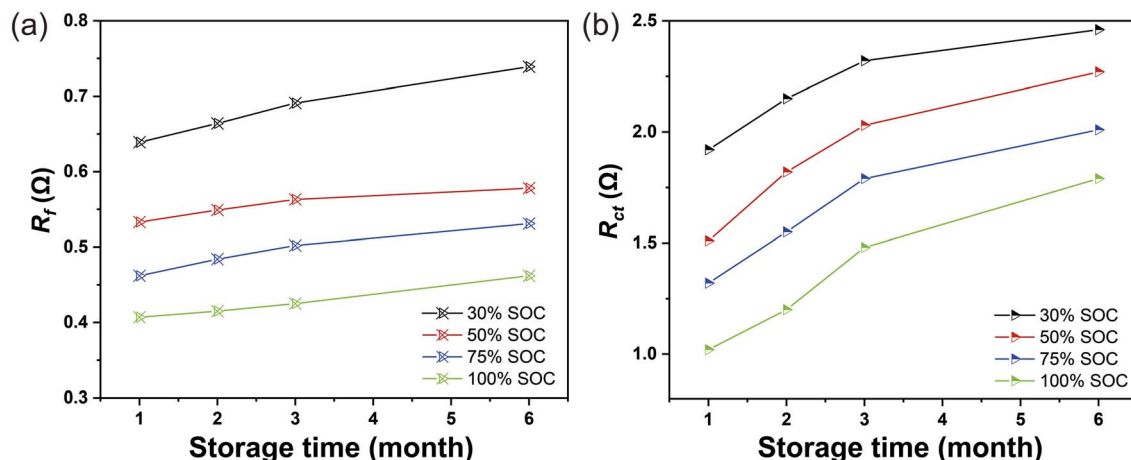 (a)
0.8
0.7
0.6
0.5
0.4
0.3
R_f (Ω)
30% SOC
50% SOC
75% SOC
100% SOC
1 2 3 4 5 6
Storage time (month)
(b)
2.5
2.0
1.5
1.0
R_ct (Ω)
30% SOC
50% SOC
75% SOC
100% SOC
1 2 3 4 5 6
Storage time (month)